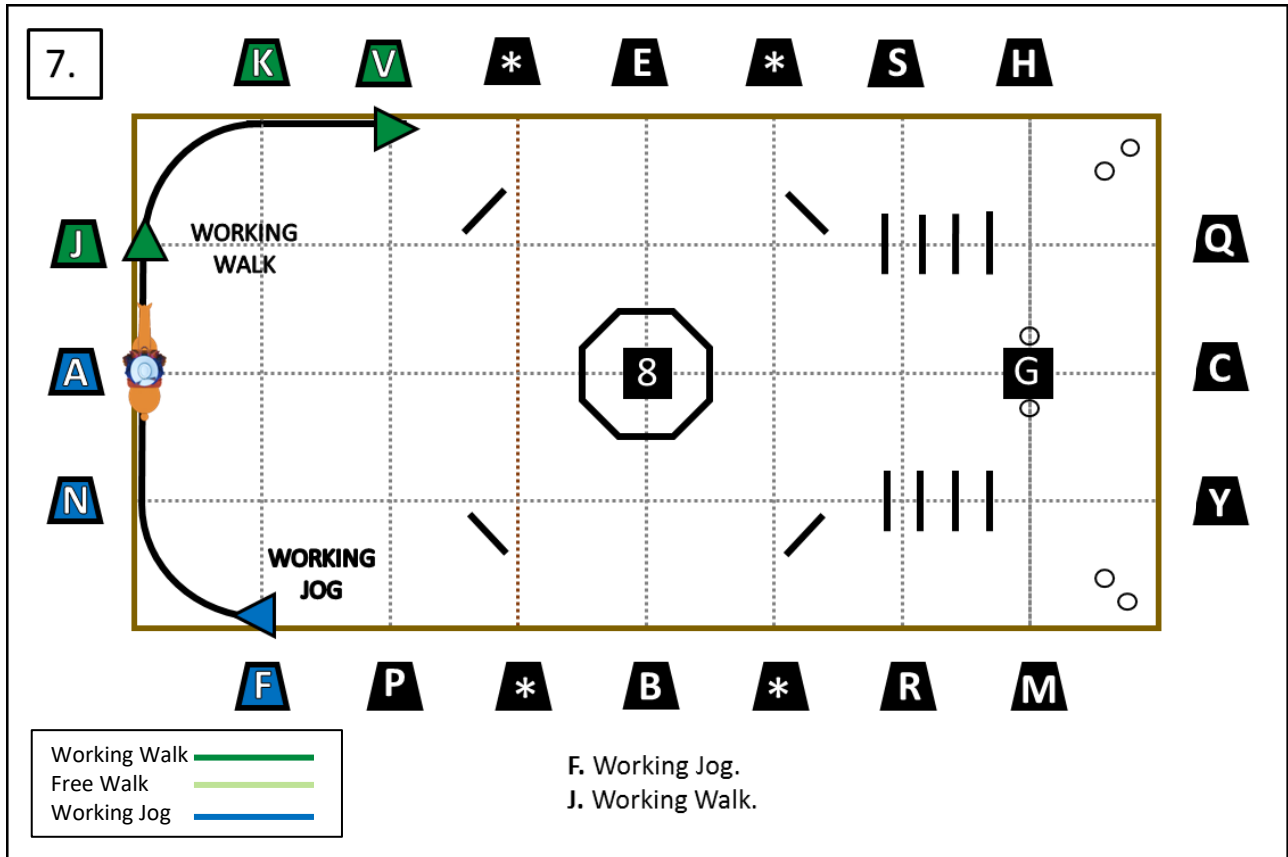 7.
K V * E * S H
J Q
WORKING
WALK
A 8 G C
N Y
WORKING
JOG
F P * B * R M
Working Walk
Free Walk
Working Jog
F. Working Jog.
J. Working Walk.